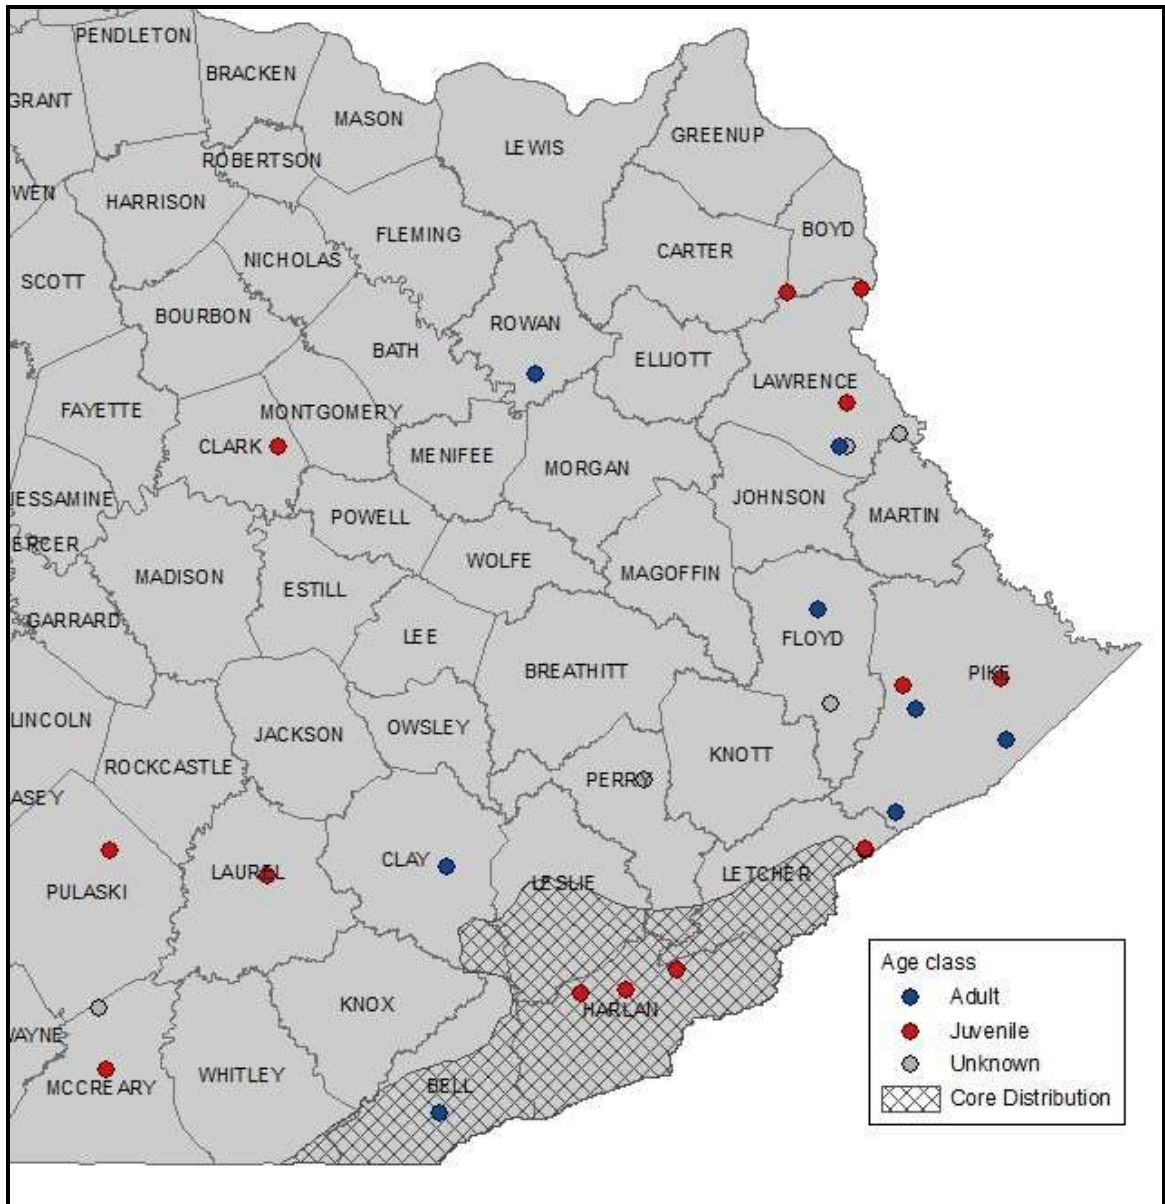 PENDLETON
BRACKEN
GRANT
MASON
GREENUP
LEWIS
ROBERTSON
WEN
HARRISON
BOYD
FLEMING
CARTER
NICHOLAS
SCOTT
BOURBON
ROWAN
BATH
ELLIOTT
LAWRENCE
FAYETTE
MONTGOMERY
CLARK
MENIFEE
MORGAN
JOHNSON
JESSAMINE
MARTIN
POWELL
ERCER
WOLFE
MAGOFFIN
MADISON
ESTILL
GARRARD
LEE
FLOYD
BREATHITT
PIKE
LINCOLN
OWSLEY
JACKSON
KNOTT
ROCKCASTLE
PERRY
ASEY
CLAY
LAUREL
LETCHER
LESLIE
PULASKI
KNOX
HARLAN
WAYNE
WHITLEY
BELL
MCCREARY
Age class
Adult
Juvenile
Unknown
Core Distribution